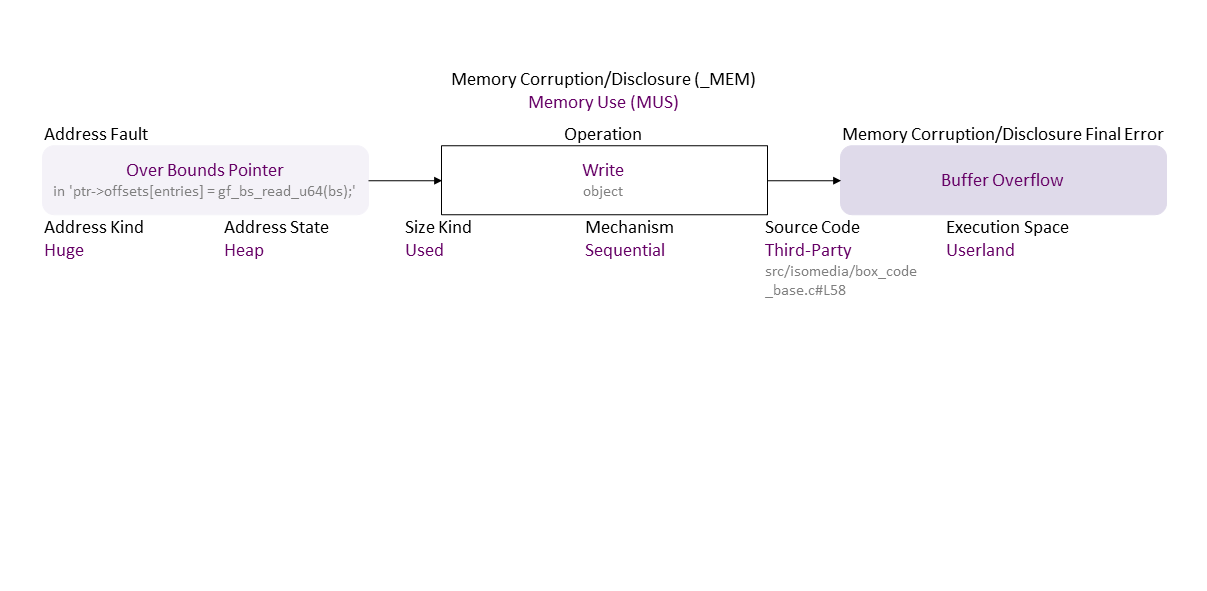 Memory Corruption/Disclosure (_MEM)
Memory Use (MUS)
Address Fault
Operation
Memory Corruption/Disclosure Final Error
Over Bounds Pointer
in 'ptr->offsets[entries] = gf_bs_read_u64(bs);'
Write
object
Buffer Overflow
Address Kind
Address State
Size Kind
Mechanism
Source Code
Execution Space
Huge
Heap
Used
Sequential
Third-Party
Userland
src/isomedia/box_code
_base.c#L58